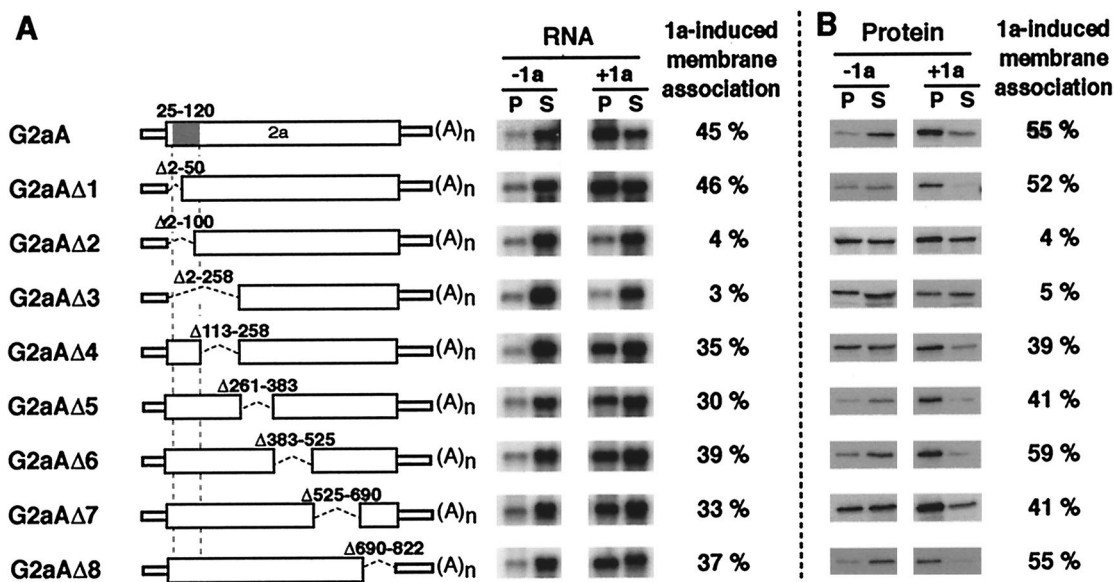 A
RNA
-1a +1a
P S P S
1a-induced
membrane
association
B
Protein
-1a +1a
P S P S
1a-induced
membrane
association
25-120
G2aA 2a (A)n 45 % 55 %
Δ2-50
G2aAΔ1 (A)n 46 % 52 %
Δ2-100
G2aAΔ2 (A)n 4 % 4 %
Δ2-258
G2aAΔ3 (A)n 3 % 5 %
Δ113-258
G2aAΔ4 (A)n 35 % 39 %
Δ261-383
G2aAΔ5 (A)n 30 % 41 %
Δ383-525
G2aAΔ6 (A)n 39 % 59 %
Δ525-690
G2aAΔ7 (A)n 33 % 41 %
Δ690-822
G2aAΔ8 (A)n 37 % 55 %